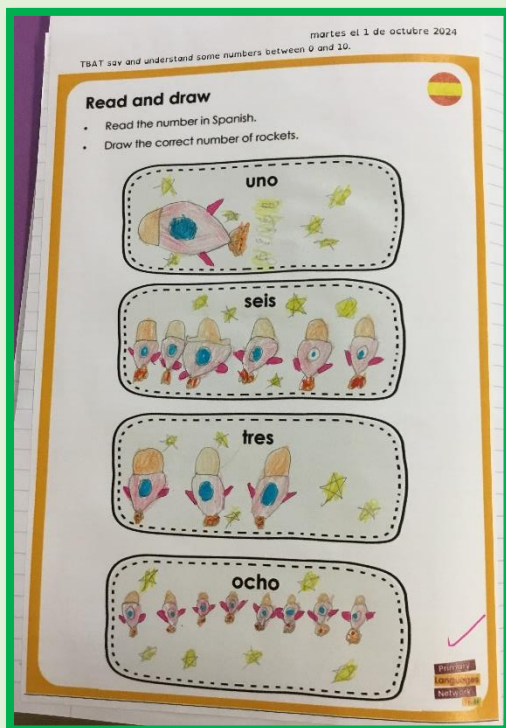 martes el 1 de octubre 2024
TBAT say and understand some numbers between 0 and 10.
Read and draw
• Read the number in Spanish.
• Draw the correct number of rockets.
uno
seis
tres
ocho
Primary
Languages
Network